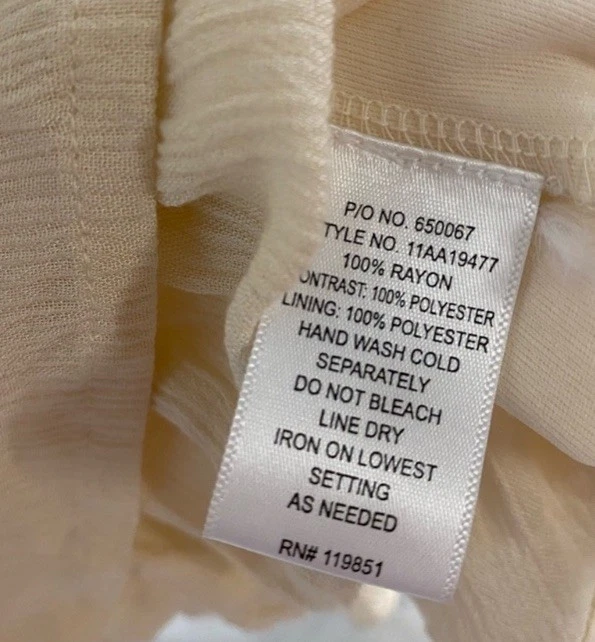 P/O NO. 650067
TYLE NO. 11AA19477
100% RAYON
ONTRAST: 100% POLYESTER
LINING: 100% POLYESTER
HAND WASH COLD
SEPARATELY
DO NOT BLEACH
LINE DRY
IRON ON LOWEST
SETTING
AS NEEDED
RN# 119851